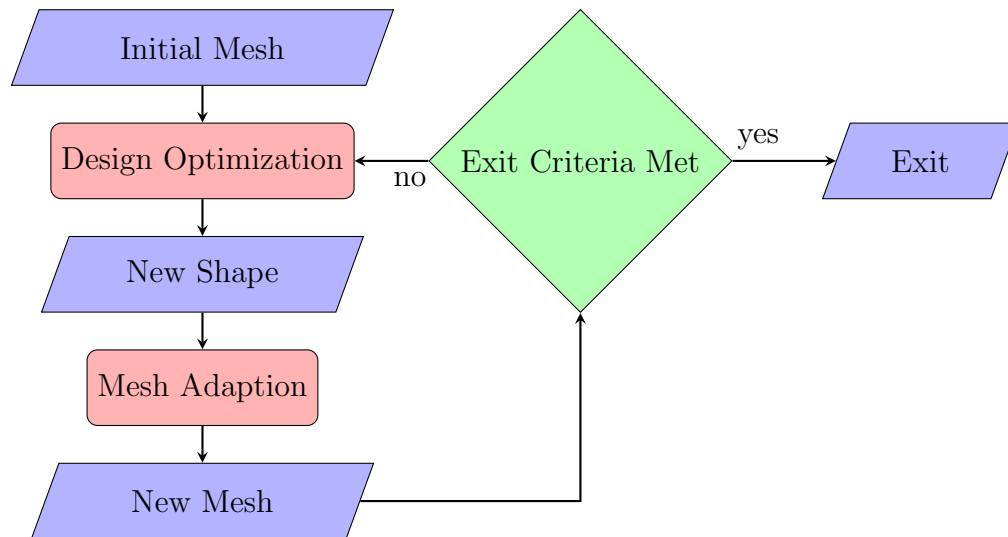 Initial Mesh
Design Optimization
New Shape
Mesh Adaption
New Mesh
Exit Criteria Met
no
yes
Exit